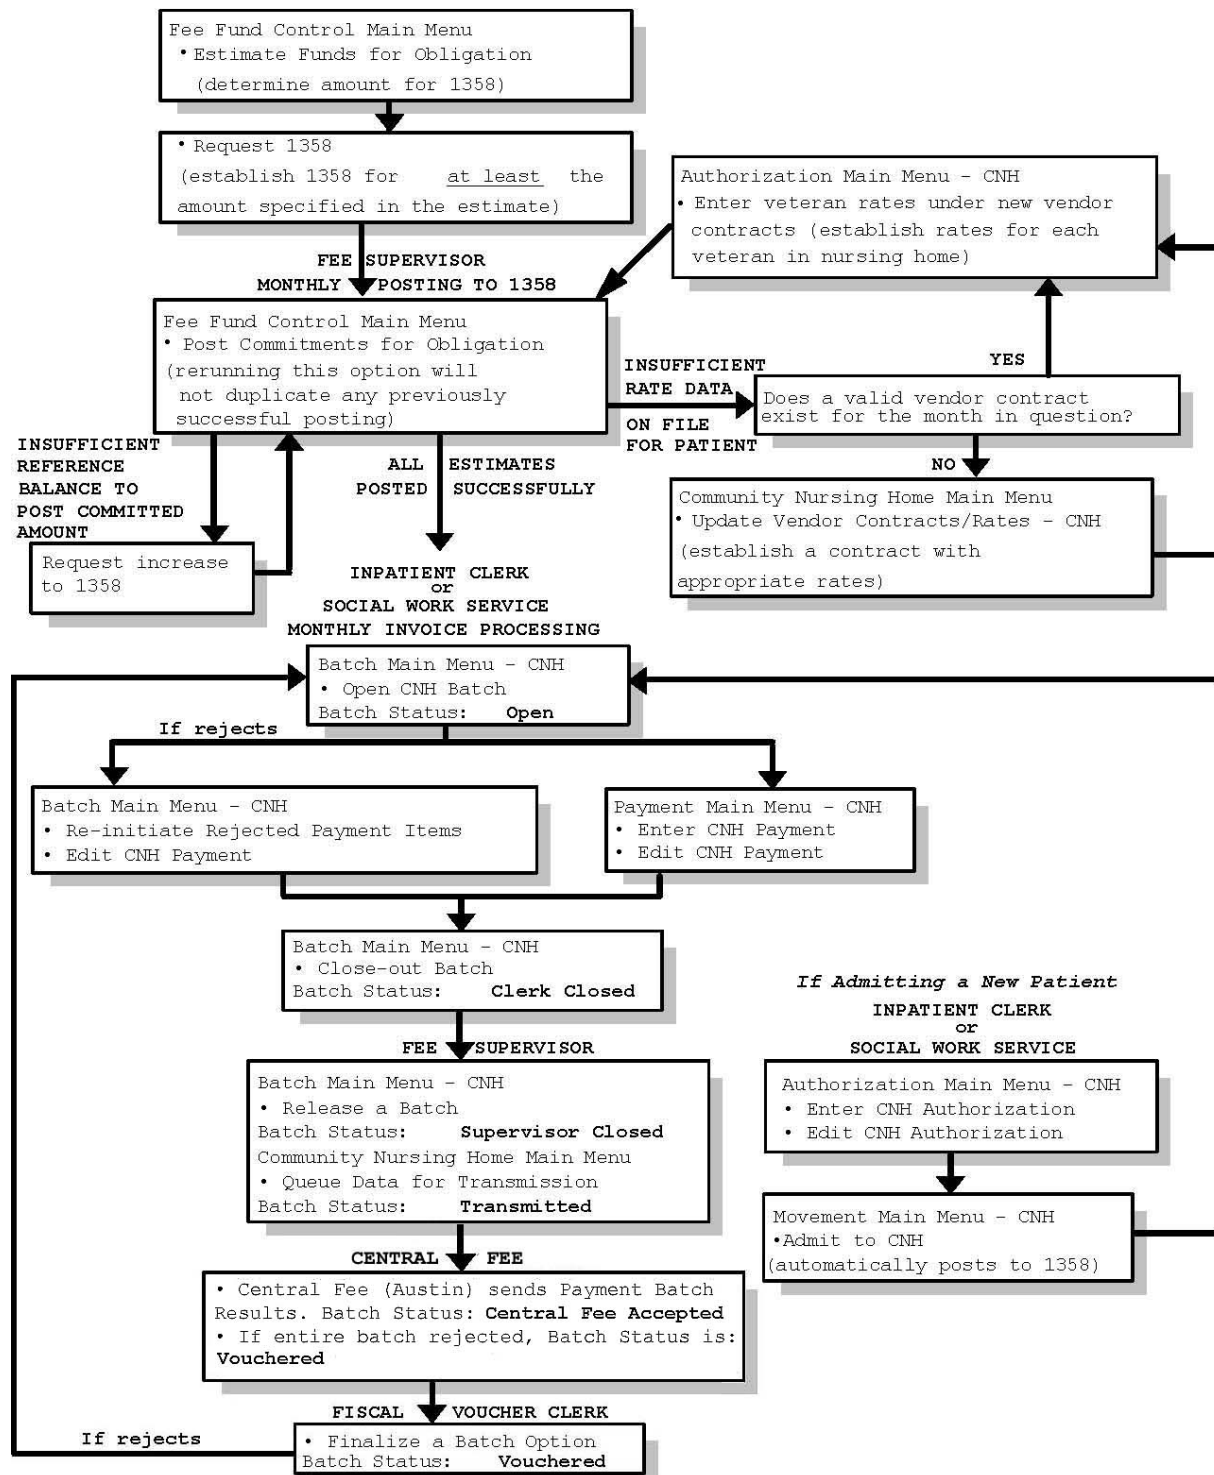 Fee Fund Control Main Menu
• Estimate Funds for Obligation
(determine amount for 1358)
• Request 1358
(establish 1358 for at least the
amount specified in the estimate)
FEE SUPERVISOR
MONTHLY POSTING TO 1358
Authorization Main Menu - CNH
• Enter veteran rates under new vendor
contracts (establish rates for each
veteran in nursing home)
Fee Fund Control Main Menu
• Post Commitments for Obligation
(rerunning this option will
not duplicate any previously
successful posting)
INSUFFICIENT
RATE DATA
ON FILE
FOR PATIENT
YES
Does a valid vendor contract
exist for the month in question?
NO
Community Nursing Home Main Menu
• Update Vendor Contracts/Rates - CNH
(establish a contract with
appropriate rates)
INSUFFICIENT
REFERENCE
BALANCE TO
POST COMMITTED
AMOUNT
Request increase
to 1358
ALL ESTIMATES
POSTED SUCCESSFULLY
INPATIENT CLERK
or
SOCIAL WORK SERVICE
MONTHLY INVOICE PROCESSING
Batch Main Menu - CNH
• Open CNH Batch
Batch Status: Open
If rejects
Batch Main Menu - CNH
• Re-initiate Rejected Payment Items
• Edit CNH Payment
Payment Main Menu - CNH
• Enter CNH Payment
• Edit CNH Payment
Batch Main Menu - CNH
• Close-out Batch
Batch Status: Clerk Closed
FEE SUPERVISOR
Batch Main Menu - CNH
• Release a Batch
Batch Status: Supervisor Closed
Community Nursing Home Main Menu
• Queue Data for Transmission
Batch Status: Transmitted
If Admitting a New Patient
INPATIENT CLERK
or
SOCIAL WORK SERVICE
Authorization Main Menu - CNH
• Enter CNH Authorization
• Edit CNH Authorization
Movement Main Menu - CNH
•Admit to CNH
(automatically posts to 1358)
CENTRAL FEE
• Central Fee (Austin) sends Payment Batch
Results. Batch Status: Central Fee Accepted
• If entire batch rejected, Batch Status is:
Vouchered
FISCAL VOUCHER CLERK
If rejects
• Finalize a Batch Option
Batch Status: Vouchered